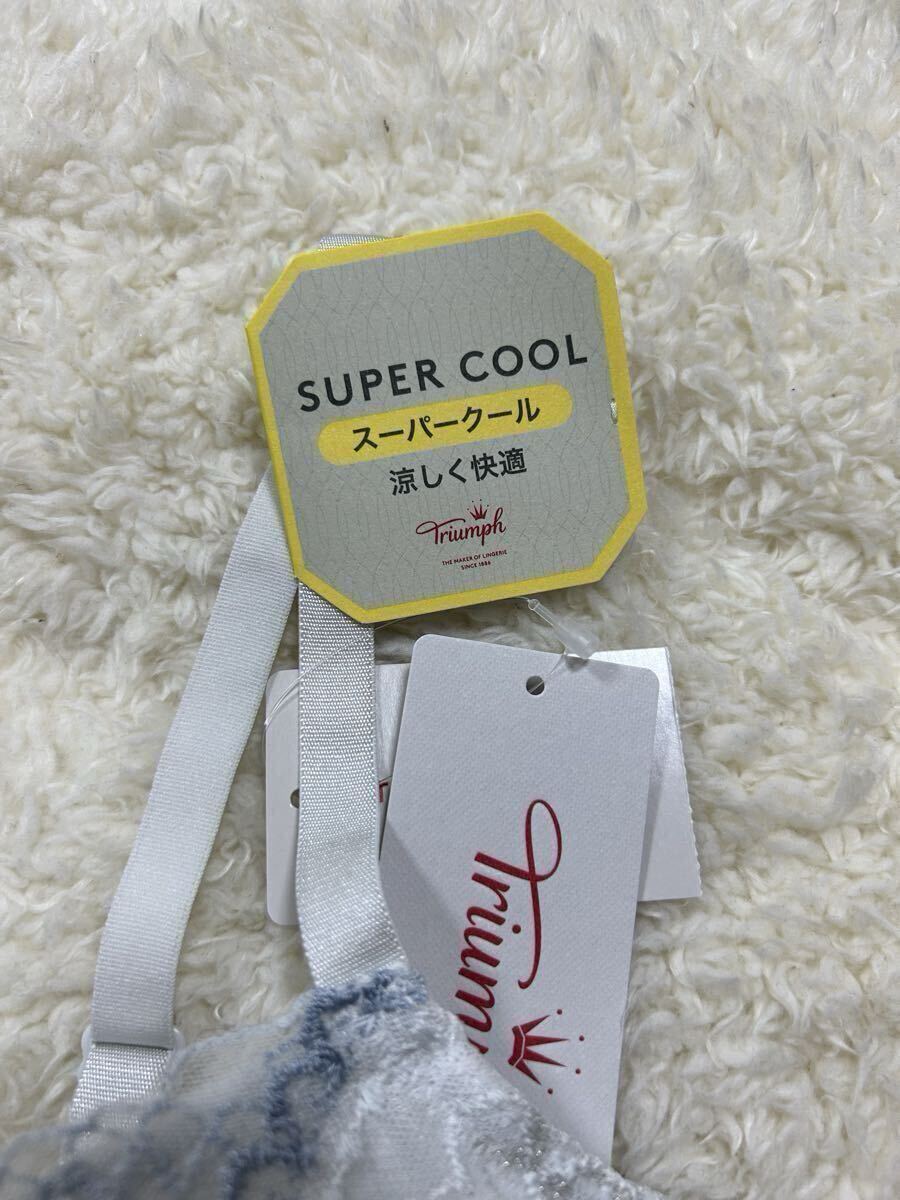 SUPER COOL
スーパークール
涼しく快適
Triumph
THE MAKER OF LINGERIE
SINCE 1886